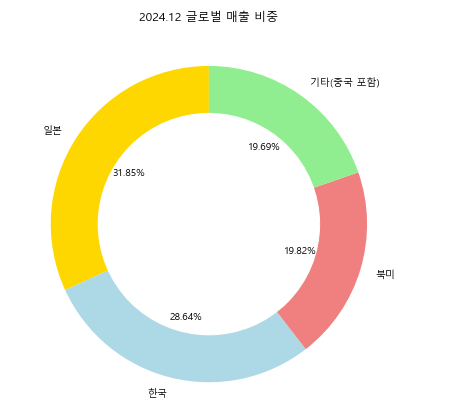 2024.12 글로벌 매출 비중
기타(중국 포함)
일본
19.69%
31.85%
19.82%
북미
28.64%
한국